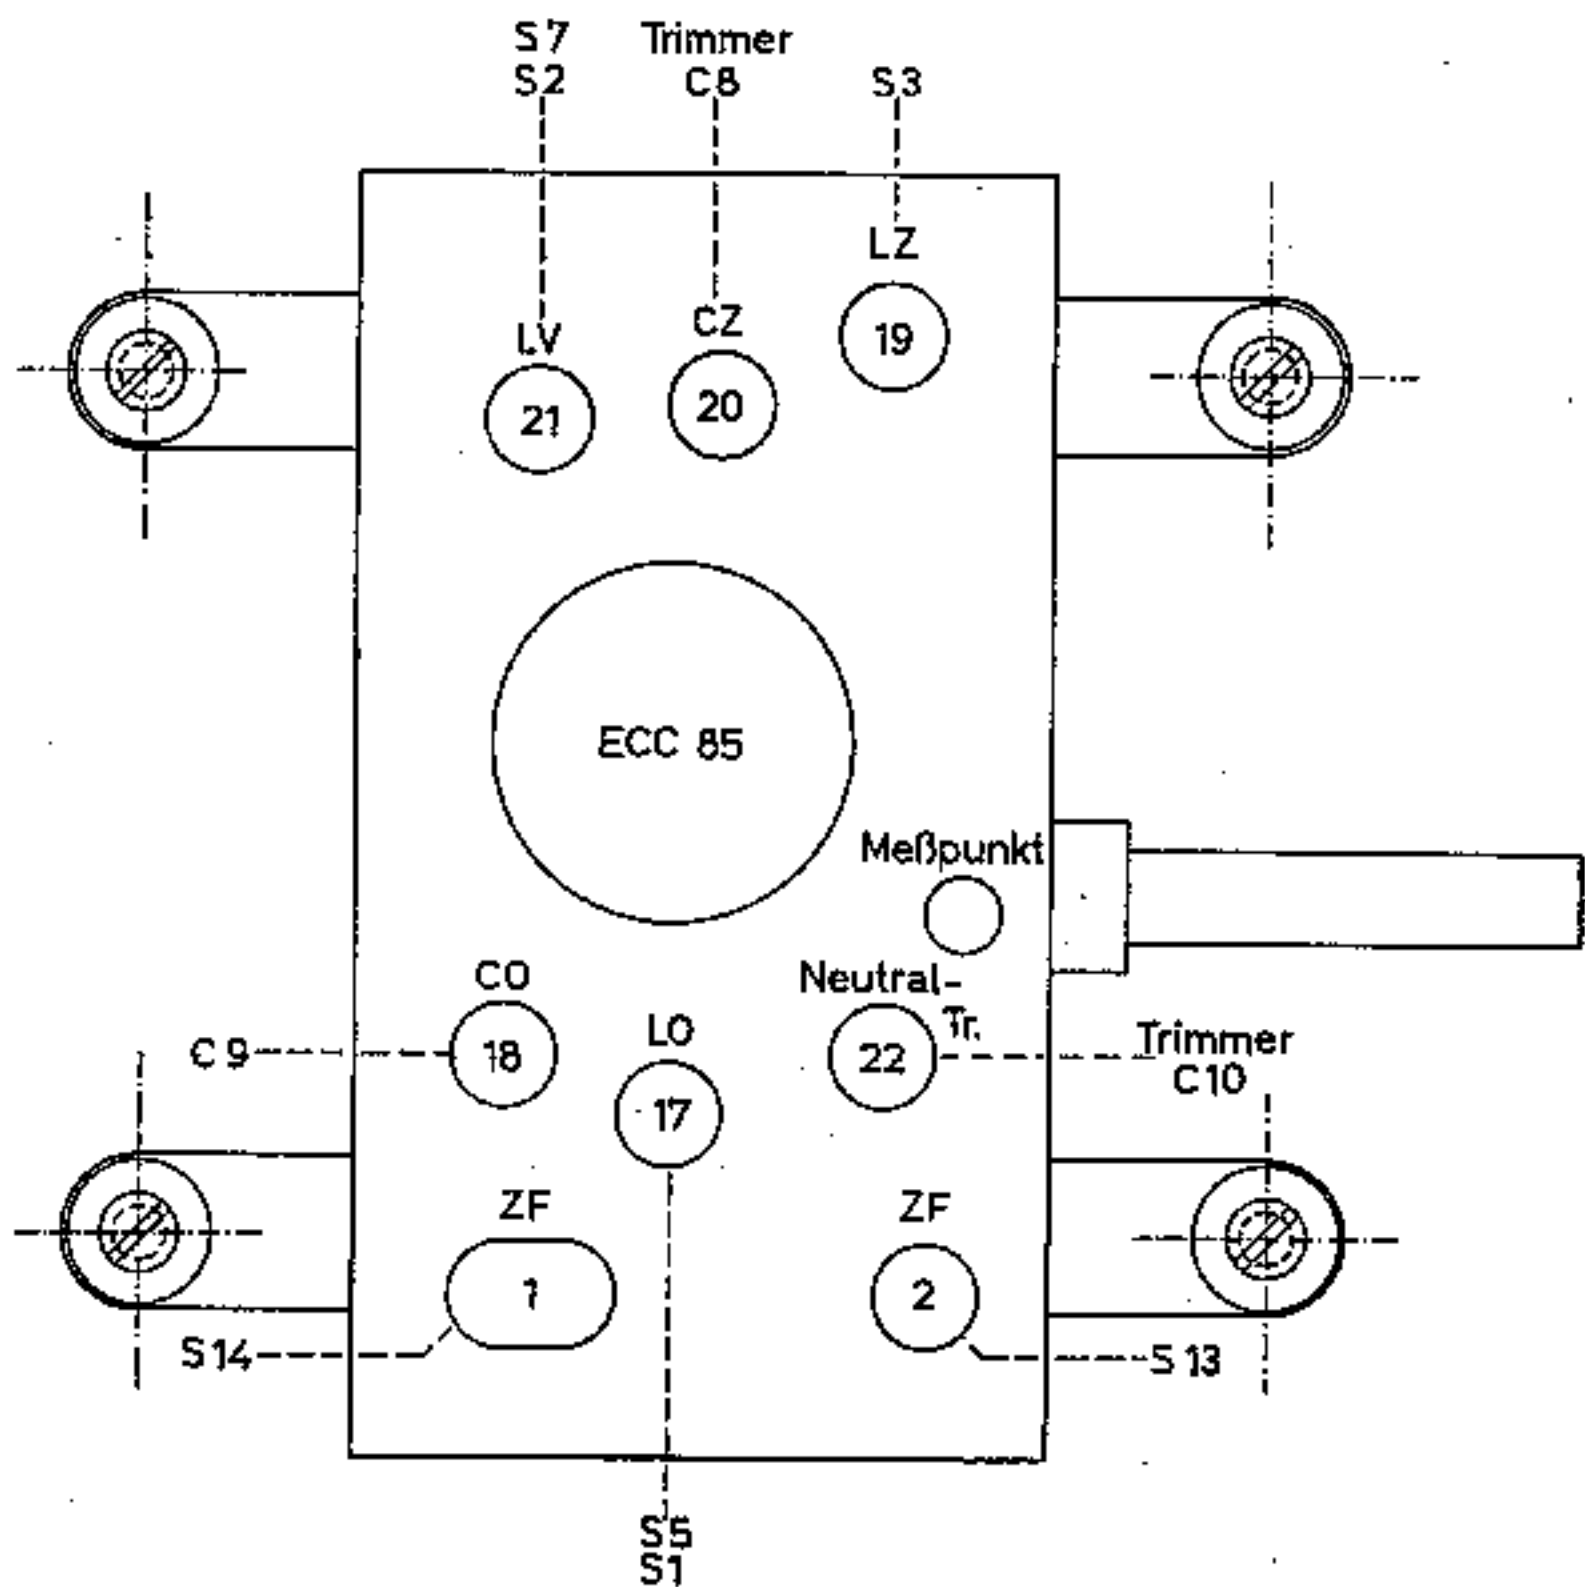 S7
S2
Trimmer
C8
S3
LZ
19
CZ
20
LV
21
ECC 85
Meßpunkt
CO
18
C9
LO
17
Neutral-
Tr.
22
Trimmer
C10
ZF
1
S14
ZF
2
S13
S5
S1